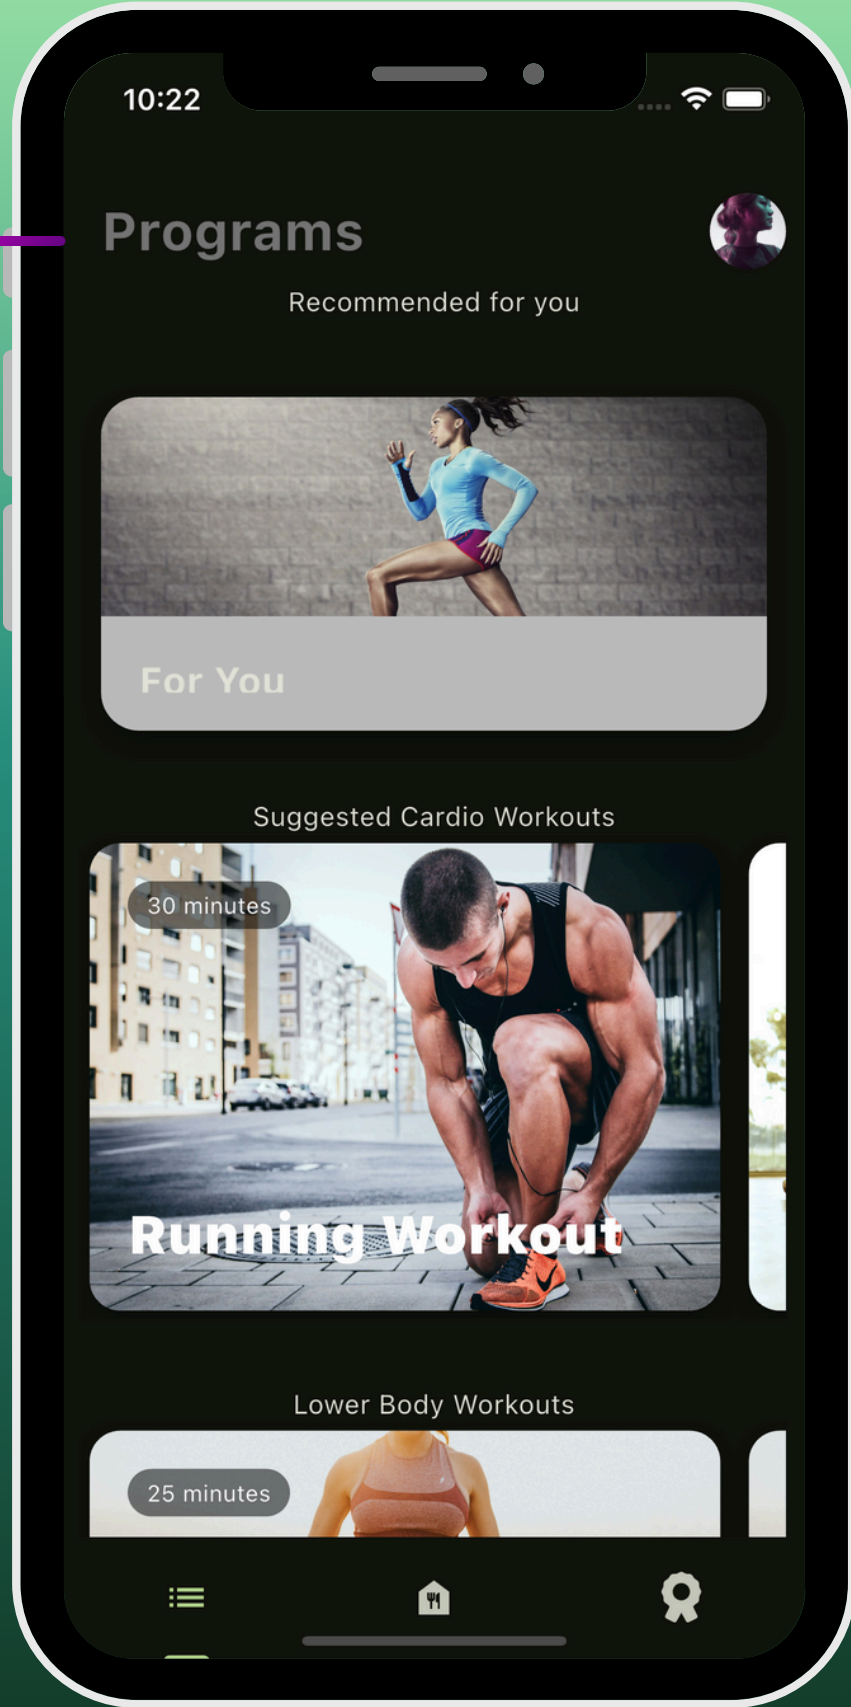 10:22
Programs
Recommended for you
For You
Suggested Cardio Workouts
30 minutes
Running Workout
Lower Body Workouts
25 minutes